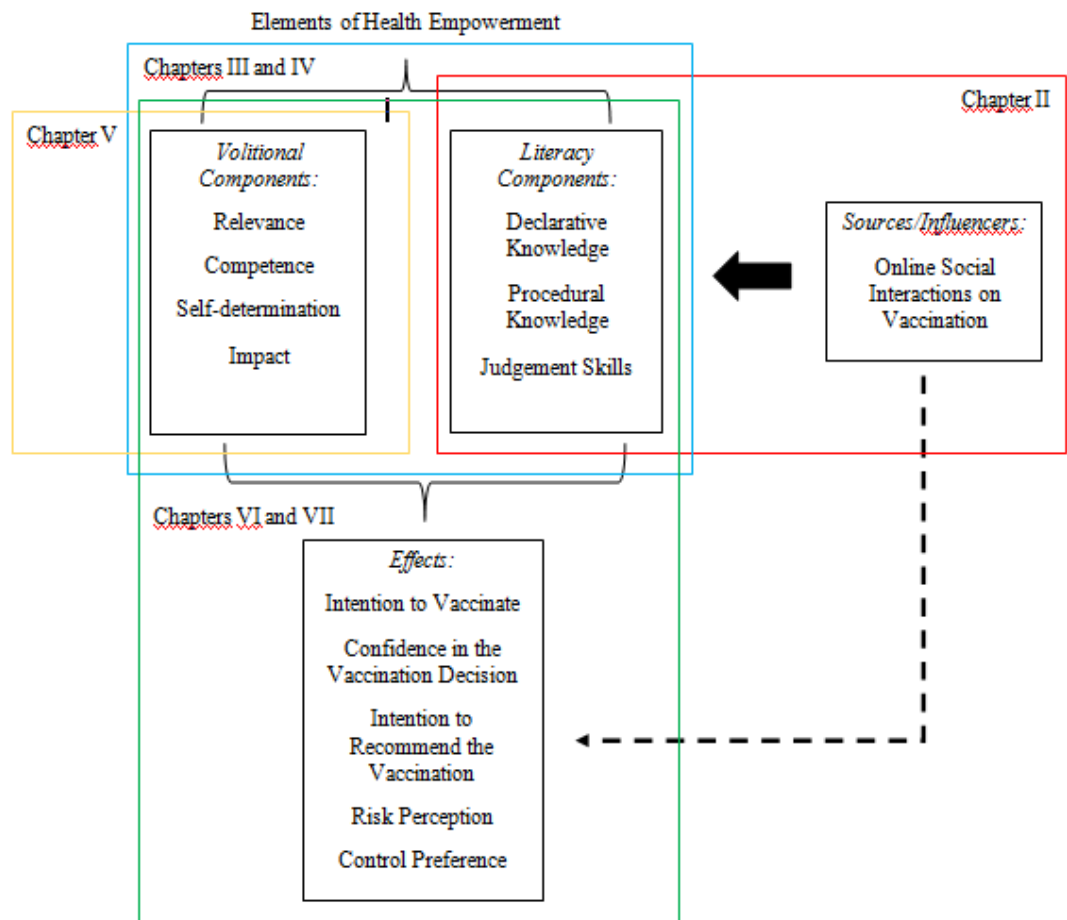 Elements of Health Empowerment
Chapters III and IV
Chapter II
Chapter V
Volitional
Components:
Relevance
Competence
Self-determination
Impact
Literacy
Components:
Declarative
Knowledge
Procedural
Knowledge
Judgement Skills
Sources/Influencers:
Online Social
Interactions on
Vaccination
Chapters VI and VII
Effects:
Intention to Vaccinate
Confidence in the
Vaccination Decision
Intention to
Recommend the
Vaccination
Risk Perception
Control Preference